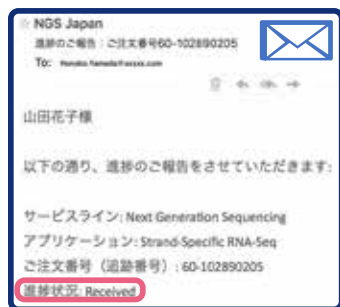 NGS Japan
進捗のご報告：ご注文番号60-102890205
To:
山田花子様
以下の通り、進捗のご報告をさせていただきます:
サービスライン: Next Generation Sequencing
アプリケーション: Strand-Specific RNA-Seq
ご注文番号（追跡番号）: 60-102890205
進捗状況: Received